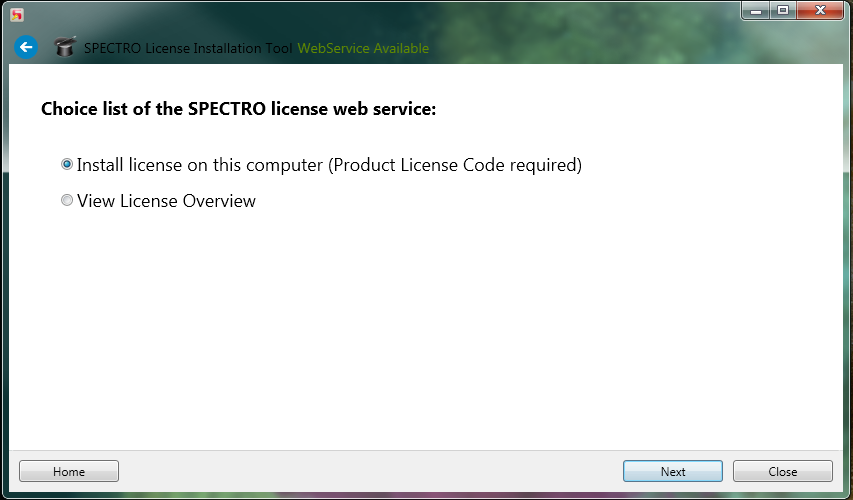 SPECTRO License Installation Tool WebService Available
Choice list of the SPECTRO license web service:
Install license on this computer (Product License Code required)
View License Overview
Home Next Close